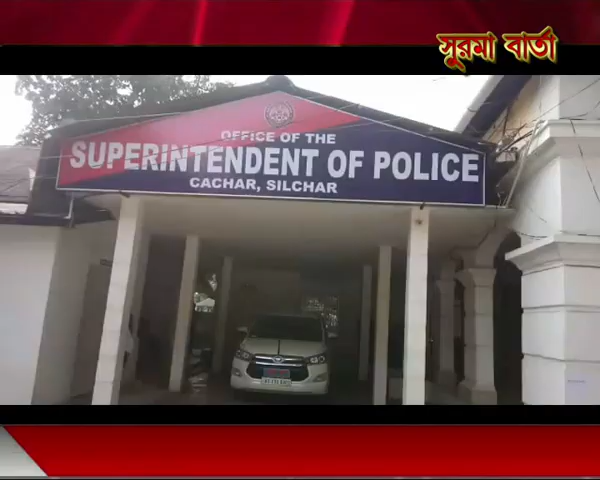 সুরমা বার্তা
OFFICE OF THE
SUPERINTENDENT OF POLICE
CACHAR, SILCHAR